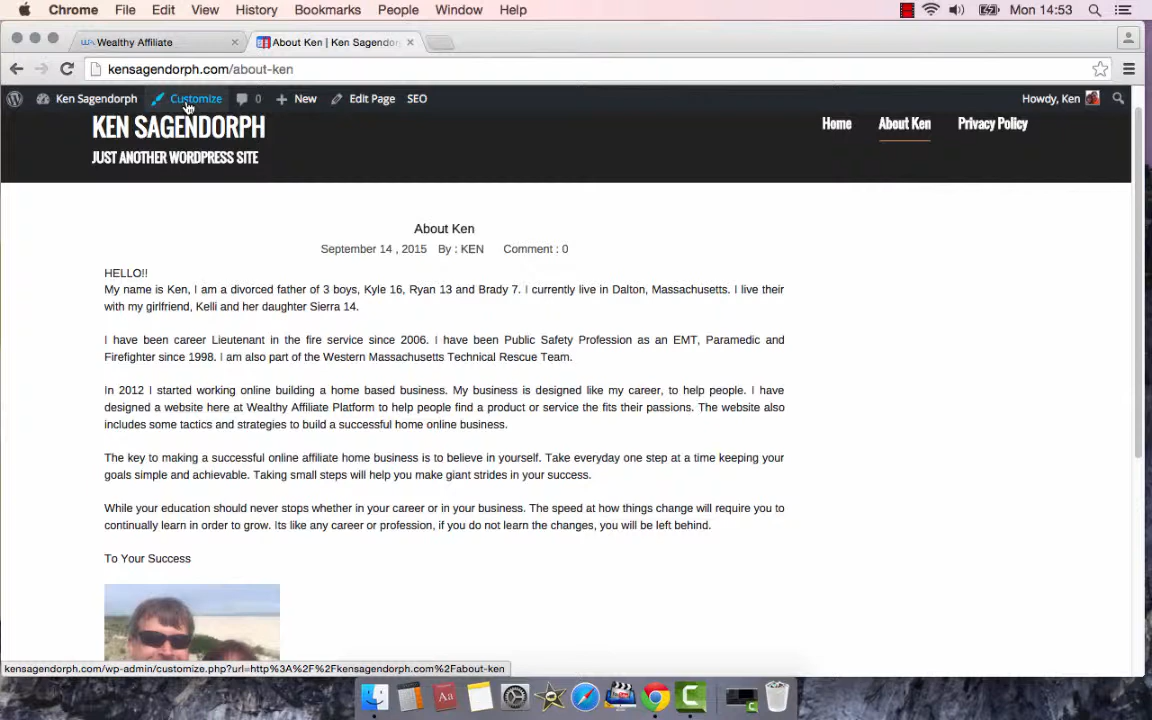 Chrome File Edit View History Bookmarks People Window Help Mon 14:53
Wealthy Affiliate
About Ken | Ken Sagendor
kensagendorph.com/about-ken
Ken Sagendorph Customize 0 New Edit Page SEO Howdy, Ken
KEN SAGENDORPH
JUST ANOTHER WORDPRESS SITE
Home About Ken Privacy Policy
About Ken
September 14 , 2015 By : KEN Comment : 0
HELLO!!
My name is Ken, I am a divorced father of 3 boys, Kyle 16, Ryan 13 and Brady 7. I currently live in Dalton, Massachusetts. I live their
with my girlfriend, Kelli and her daughter Sierra 14.
I have been career Lieutenant in the fire service since 2006. I have been Public Safety Profession as an EMT, Paramedic and
Firefighter since 1998. I am also part of the Western Massachusetts Technical Rescue Team.
In 2012 I started working online building a home based business. My business is designed like my career, to help people. I have
designed a website here at Wealthy Affiliate Platform to help people find a product or service the fits their passions. The website also
includes some tactics and strategies to build a successful home online business.
The key to making a successful online affiliate home business is to believe in yourself. Take everyday one step at a time keeping your
goals simple and achievable. Taking small steps will help you make giant strides in your success.
While your education should never stops whether in your career or in your business. The speed at how things change will require you to
continually learn in order to grow. Its like any career or profession, if you do not learn the changes, you will be left behind.
To Your Success
kensagendorph.com/wp-admin/customize.php?url=http%3A%2F%2Fkensagendorph.com%2Fabout-ken